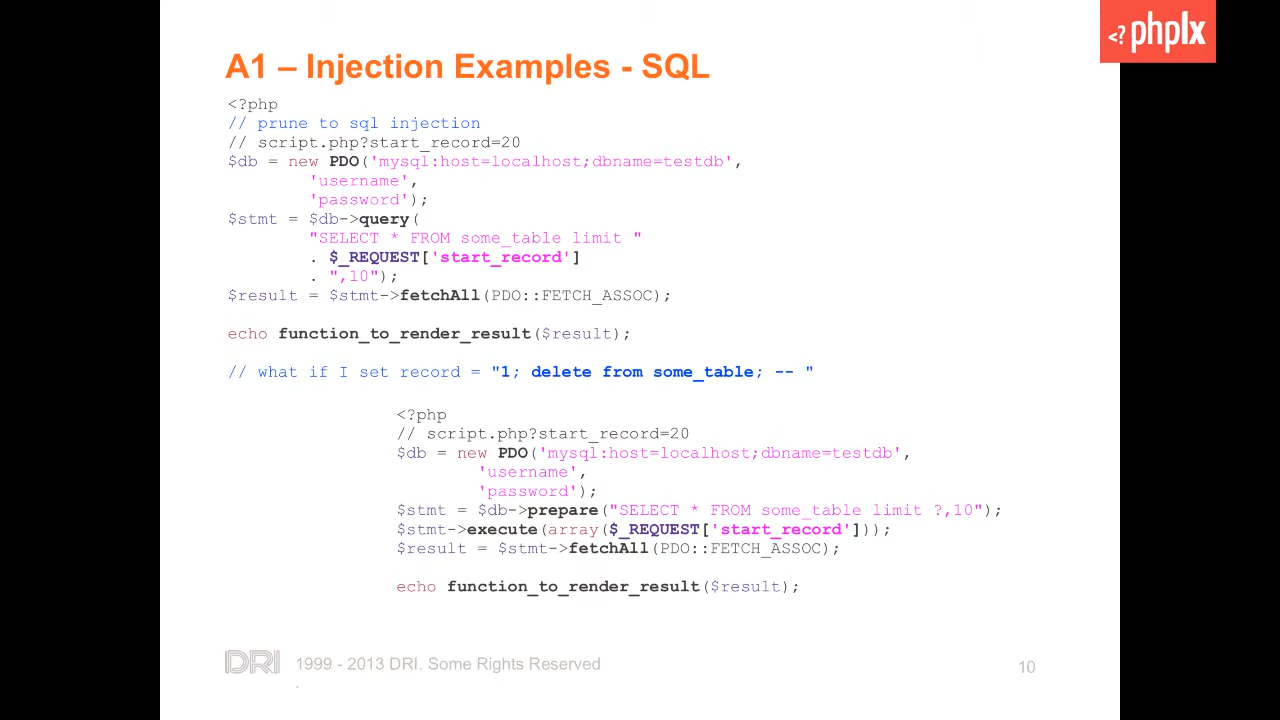 <? phplx
A1 – Injection Examples - SQL
<?php
// prune to sql injection
// script.php?start_record=20
$db = new PDO('mysql:host=localhost;dbname=testdb',
'username',
'password');
$stmt = $db->query(
"SELECT * FROM some_table limit "
. $_REQUEST['start_record']
. ",10");
$result = $stmt->fetchAll(PDO::FETCH_ASSOC);
echo function_to_render_result($result);
// what if I set record = "1; delete from some_table; -- "
<?php
// script.php?start_record=20
$db = new PDO('mysql:host=localhost;dbname=testdb',
'username',
'password');
$stmt = $db->prepare("SELECT * FROM some_table limit ?,10");
$stmt->execute(array($_REQUEST['start_record']));
$result = $stmt->fetchAll(PDO::FETCH_ASSOC);
echo function_to_render_result($result);
DRI 1999 - 2013 DRI. Some Rights Reserved 10
.